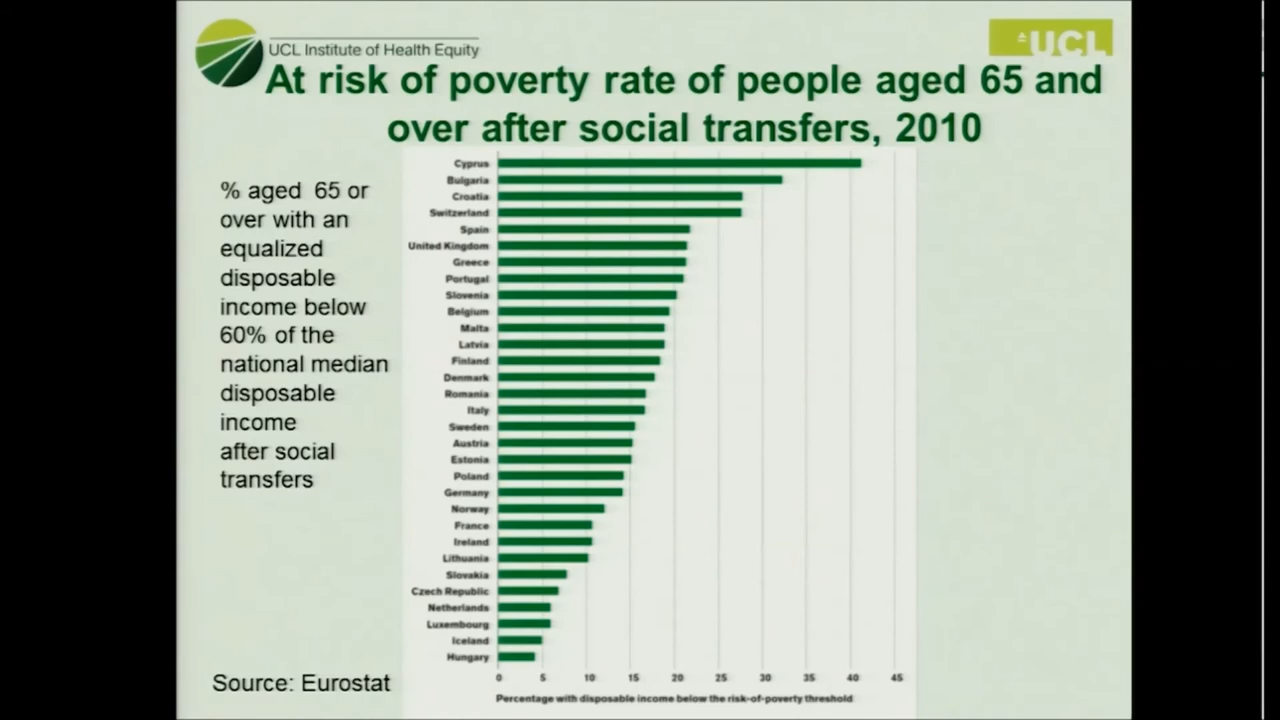 UCL Institute of Health Equity
UCL
At risk of poverty rate of people aged 65 and
over after social transfers, 2010
% aged 65 or
over with an
equalized
disposable
income below
60% of the
national median
disposable
income
after social
transfers
Cyprus
Bulgaria
Croatia
Switzerland
Spain
United Kingdom
Greece
Portugal
Slovenia
Belgium
Malta
Latvia
Finland
Denmark
Romania
Italy
Sweden
Austria
Estonia
Poland
Germany
Norway
France
Ireland
Lithuania
Slovakia
Czech Republic
Netherlands
Luxembourg
Iceland
Hungary
0 5 10 15 20 25 30 35 40 45
Percentage with disposable income below the risk-of-poverty threshold
Source: Eurostat